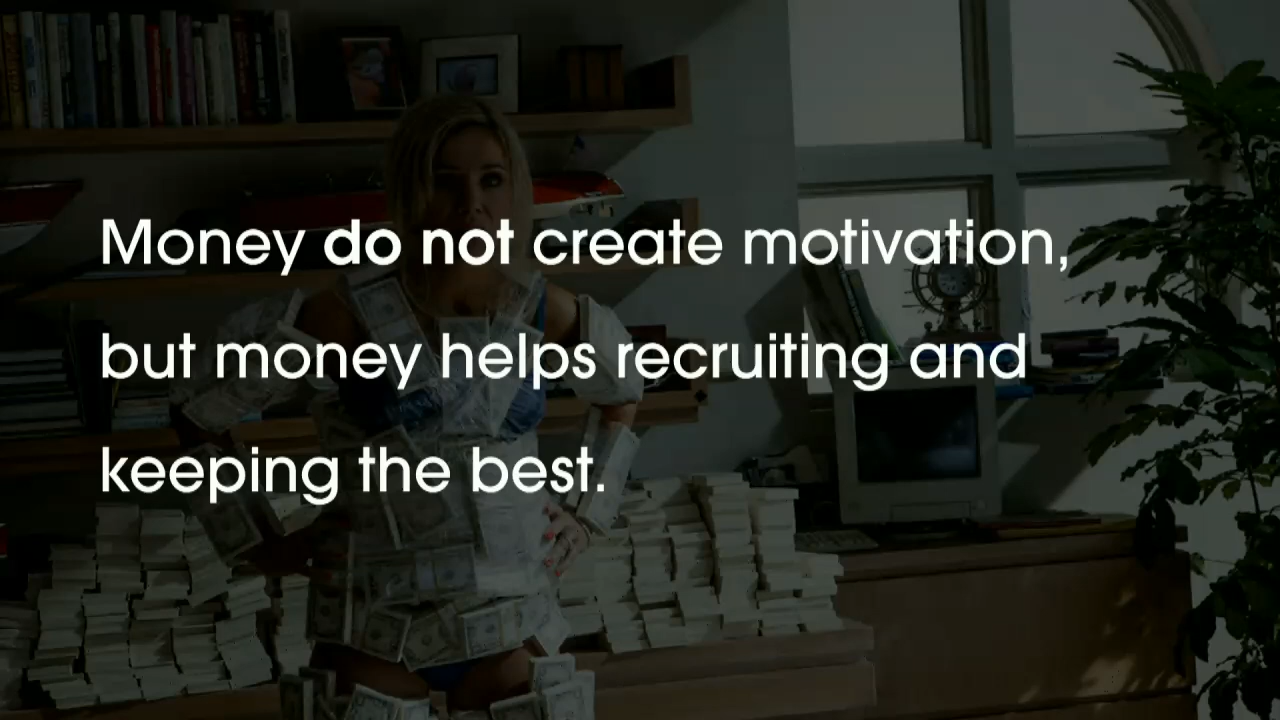 Money do not create motivation,
but money helps recruiting and
keeping the best.